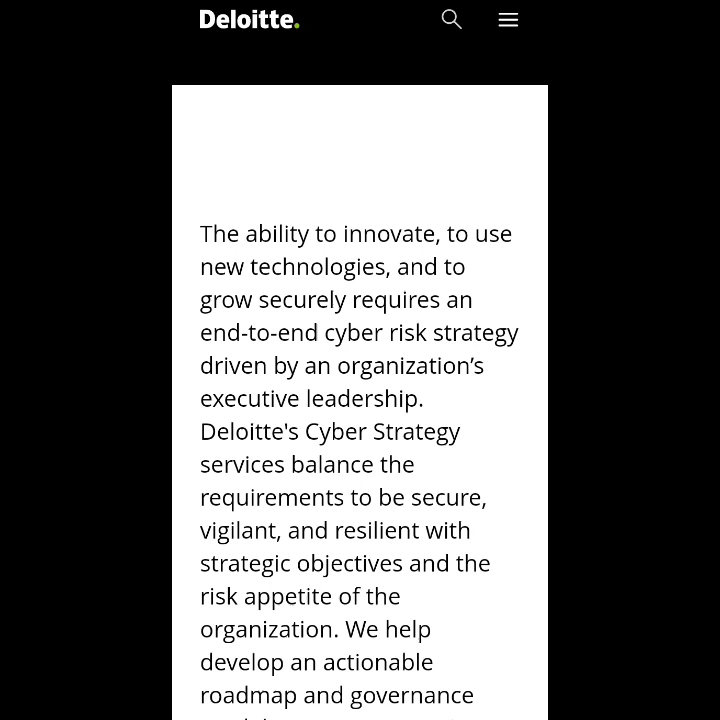 Deloitte.
The ability to innovate, to use
new technologies, and to
grow securely requires an
end-to-end cyber risk strategy
driven by an organization’s
executive leadership.
Deloitte's Cyber Strategy
services balance the
requirements to be secure,
vigilant, and resilient with
strategic objectives and the
risk appetite of the
organization. We help
develop an actionable
roadmap and governance